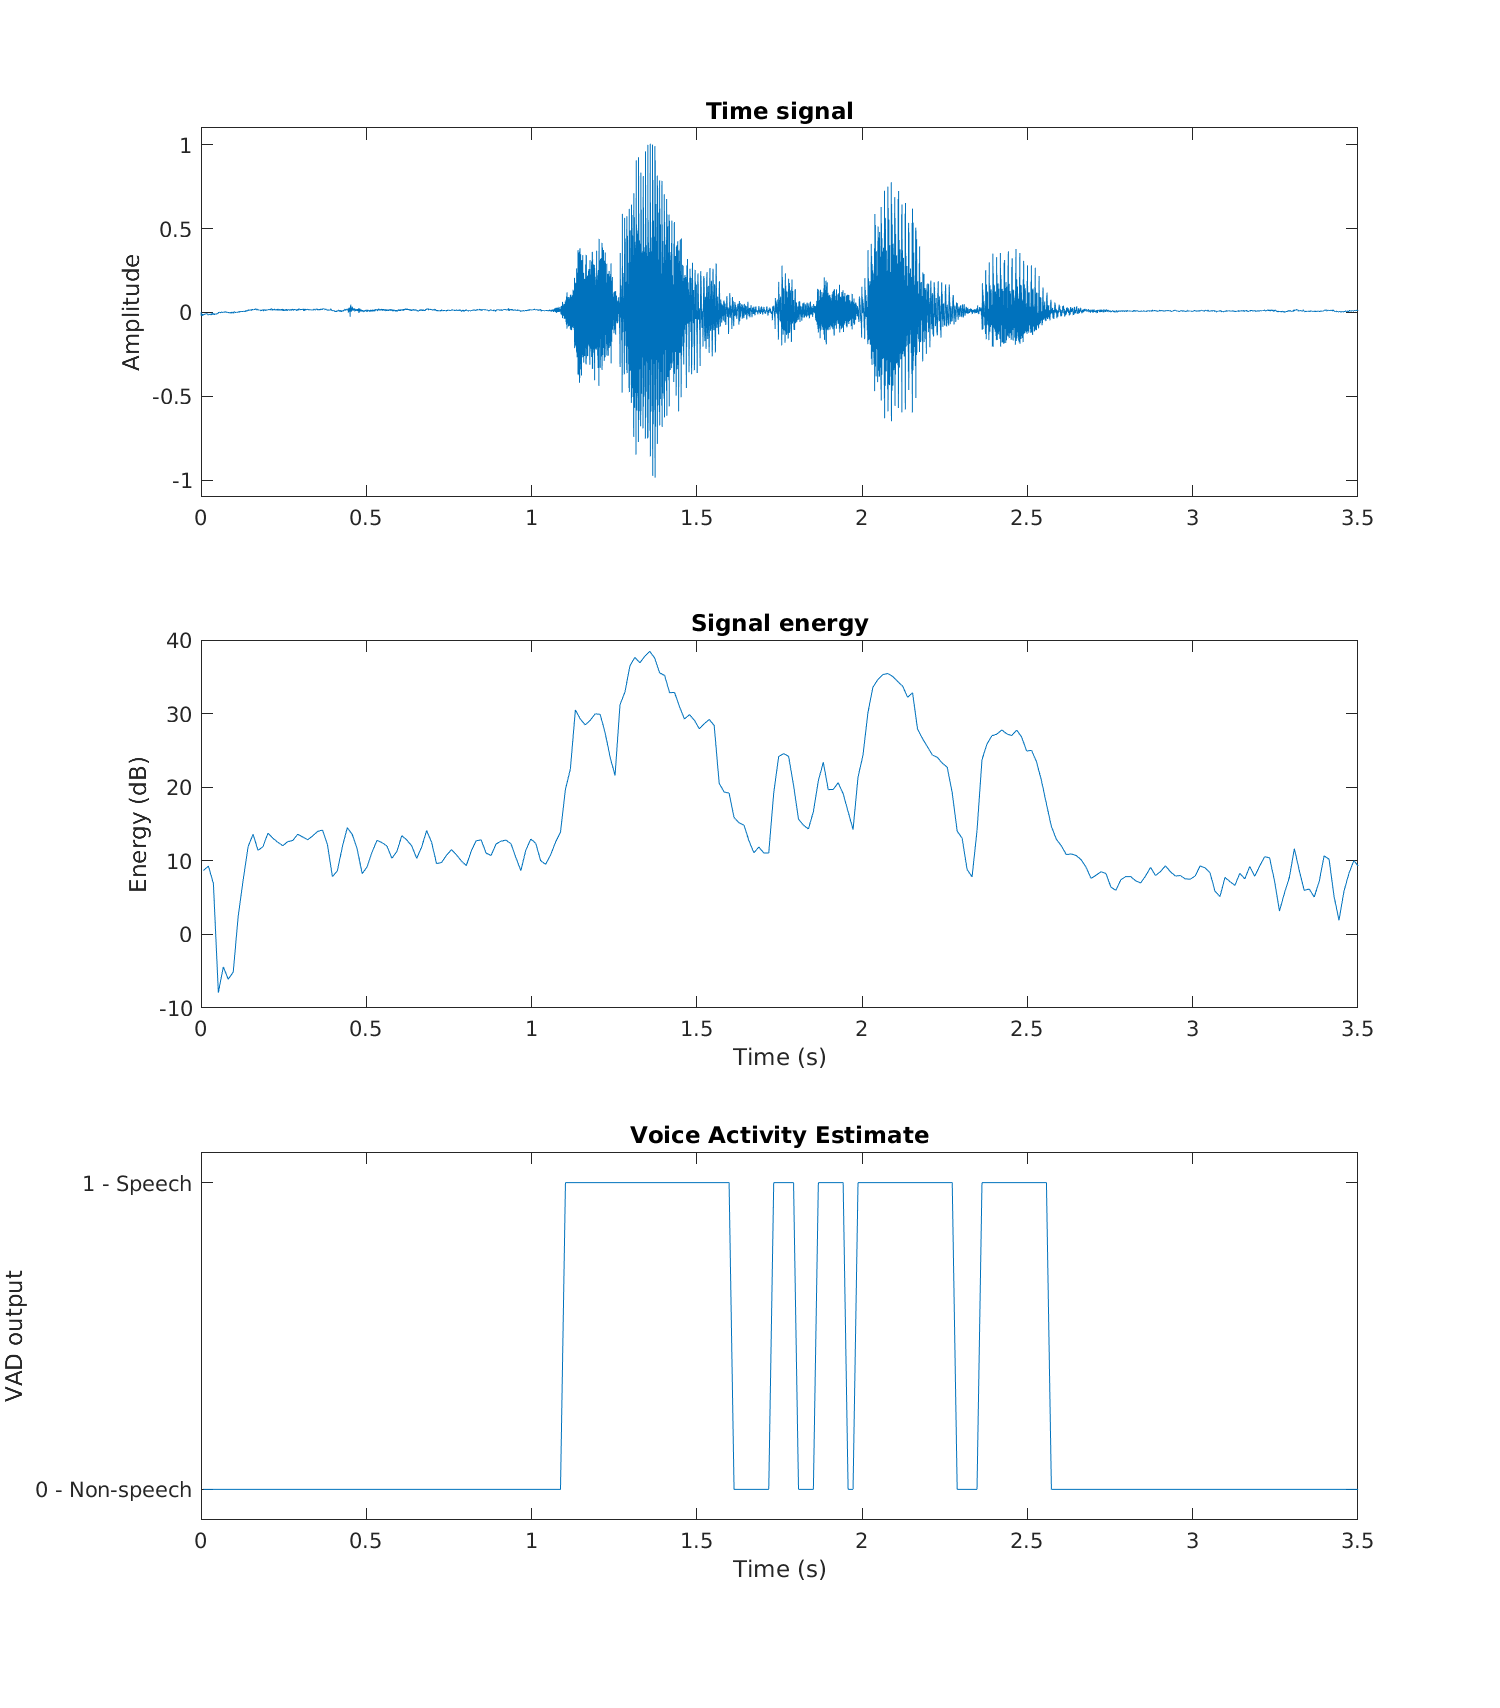 Time signal
Amplitude
1
0.5
0
-0.5
-1
0 0.5 1 1.5 2 2.5 3 3.5
Signal energy
Energy (dB)
40
30
20
10
0
-10
0 0.5 1 1.5 2 2.5 3 3.5
Time (s)
Voice Activity Estimate
VAD output
1 - Speech
0 - Non-speech
0 0.5 1 1.5 2 2.5 3 3.5
Time (s)